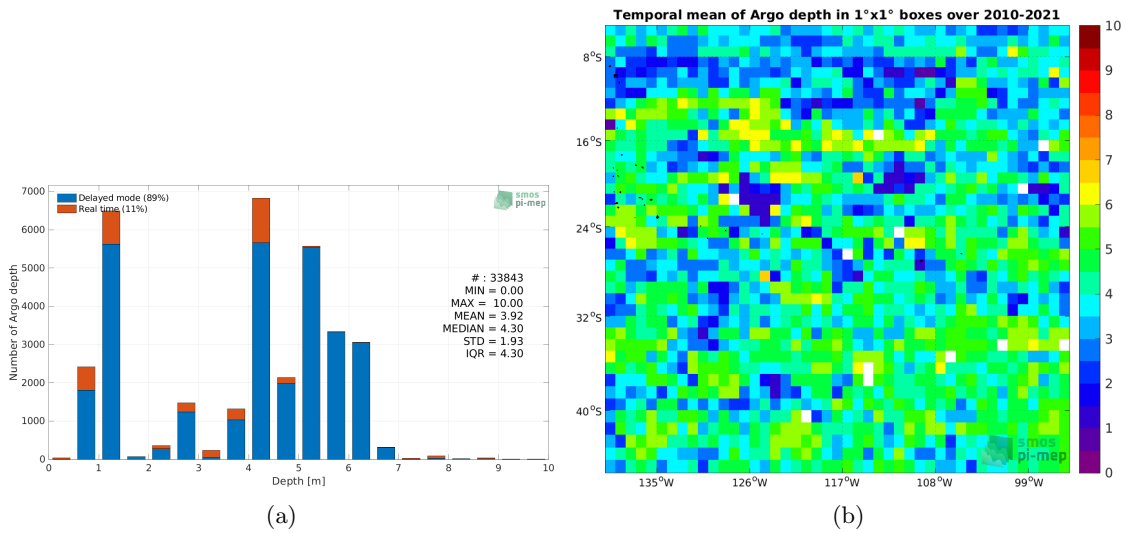 7000
6000
5000
4000
3000
2000
1000
0
Number of Argo depth
Delayed mode (89%)
Real time (11%)
smos
pi-mep
# : 33843
MIN = 0.00
MAX = 10.00
MEAN = 3.92
MEDIAN = 4.30
STD = 1.93
IQR = 4.30
0 1 2 3 4 5 6 7 8 9 10
Depth [m]
(a)
Temporal mean of Argo depth in 1°x1° boxes over 2010-2021
8°S
16°S
24°S
32°S
40°S
135°W 126°W 117°W 108°W 99°W
smos
pi-mep
10
9
8
7
6
5
4
3
2
1
0
(b)